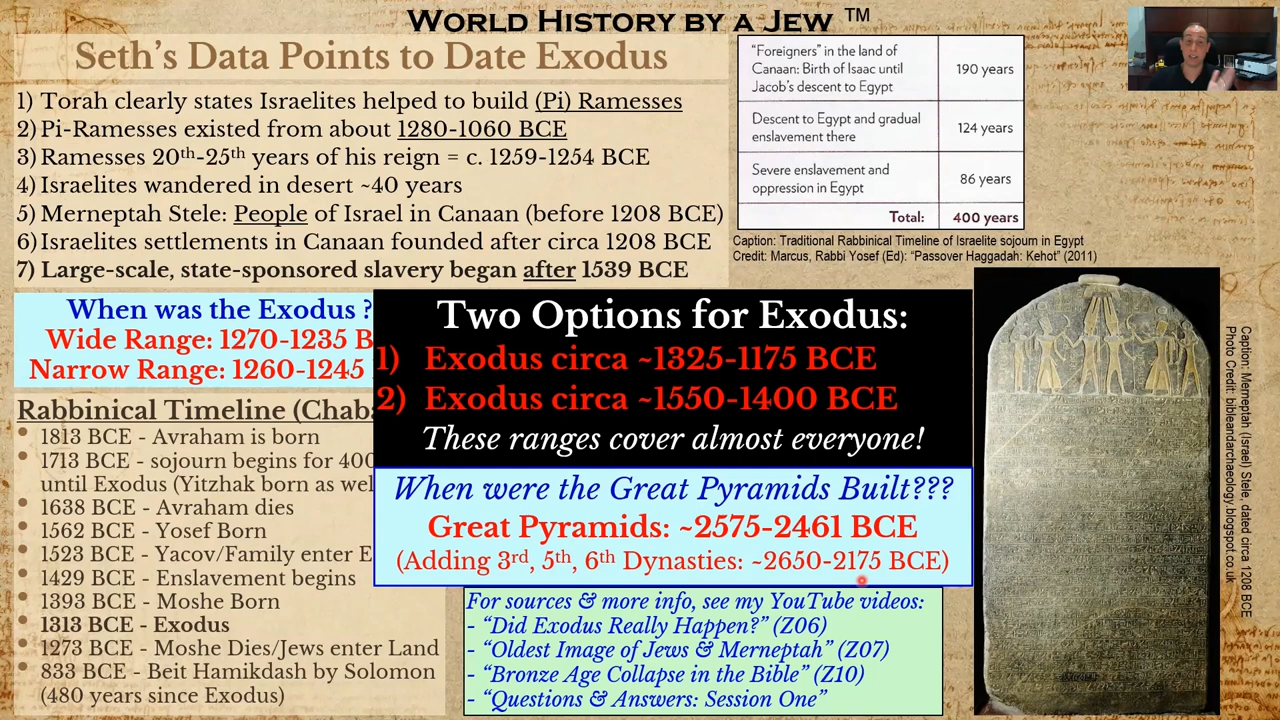 WORLD HISTORY BY A JEW ™
Seth's Data Points to Date Exodus
1) Torah clearly states Israelites helped to build (Pi) Ramesses
2) Pi-Ramesses existed from about 1280-1060 BCE
3) Ramesses 20th-25th years of his reign = c. 1259-1254 BCE
4) Israelites wandered in desert ~40 years
5) Merneptah Stele: People of Israel in Canaan (before 1208 BCE)
6) Israelites settlements in Canaan founded after circa 1208 BCE
7) Large-scale, state-sponsored slavery began after 1539 BCE
"Foreigners" in the land of
Canaan: Birth of Isaac until
Jacob's descent to Egypt
190 years
Descent to Egypt and gradual
enslavement there
124 years
Severe enslavement and
oppression in Egypt
86 years
Total: 400 years
Caption: Traditional Rabbinical Timeline of Israelite sojourn in Egypt
Credit: Marcus, Rabbi Yosef (Ed): "Passover Haggadah: Kehot" (2011)
When was the Exodus ?
Wide Range: 1270-1235 B
Narrow Range: 1260-1245
Two Options for Exodus:
1) Exodus circa ~1325-1175 BCE
2) Exodus circa ~1550-1400 BCE
These ranges cover almost everyone!
When were the Great Pyramids Built???
Great Pyramids: ~2575-2461 BCE
(Adding 3rd, 5th, 6th Dynasties: ~2650-2175 BCE)
Rabbinical Timeline (Chab
• 1813 BCE - Avraham is born
• 1713 BCE - sojourn begins for 400
until Exodus (Yitzhak born as wel
• 1638 BCE - Avraham dies
• 1562 BCE - Yosef Born
• 1523 BCE - Yacov/Family enter E
• 1429 BCE - Enslavement begins
• 1393 BCE - Moshe Born
• 1313 BCE - Exodus
• 1273 BCE - Moshe Dies/Jews enter Land
• 833 BCE - Beit Hamikdash by Solomon
(480 years since Exodus)
For sources & more info, see my YouTube videos:
- "Did Exodus Really Happen?" (Z06)
- "Oldest Image of Jews & Merneptah" (Z07)
- "Bronze Age Collapse in the Bible" (Z10)
- "Questions & Answers: Session One"
Caption: Merneptah (Israel) Stele, dated circa 1208 BCE
Photo Credit: bibleandarchaeology.blogspot.co.uk